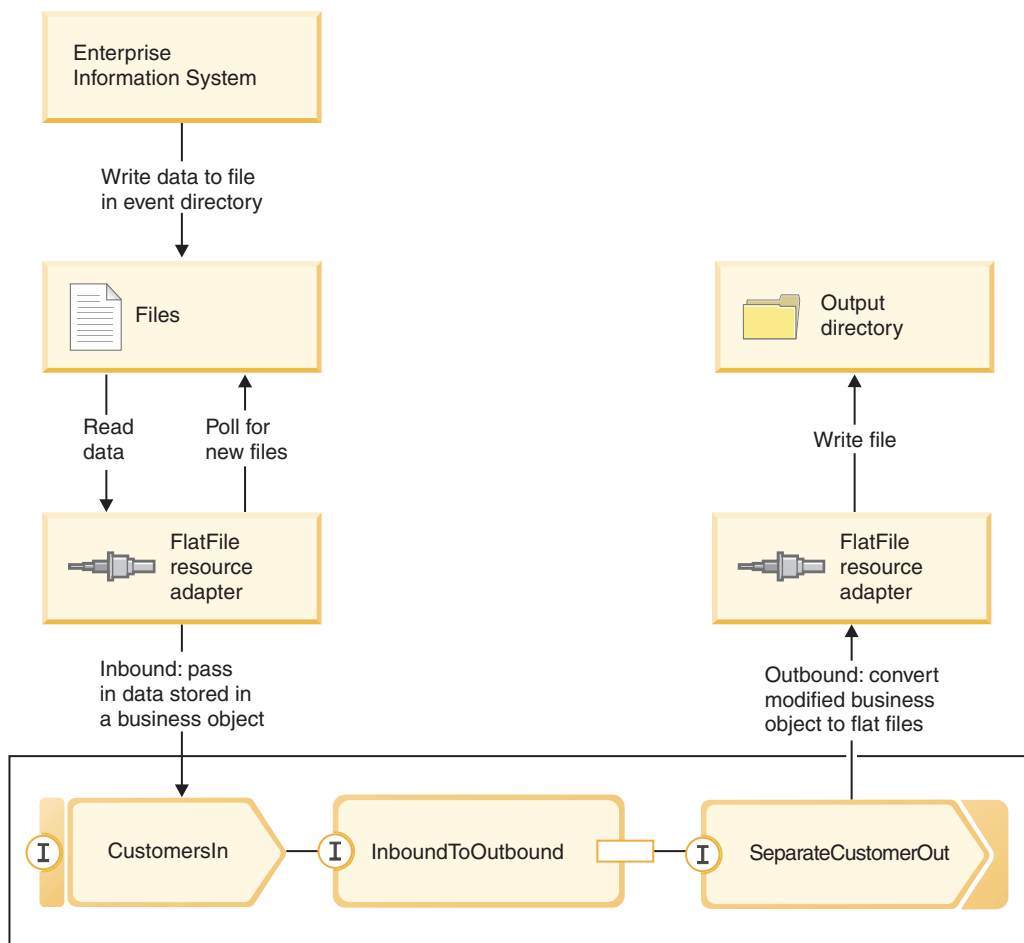 Enterprise
Information System
Write data to file
in event directory
Files
Output
directory
Read
data
Poll for
new files
Write file
FlatFile
resource
adapter
FlatFile
resource
adapter
Inbound: pass
in data stored in
a business object
Outbound: convert
modified business
object to flat files
I
CustomersIn
I
InboundToOutbound
I
SeparateCustomerOut